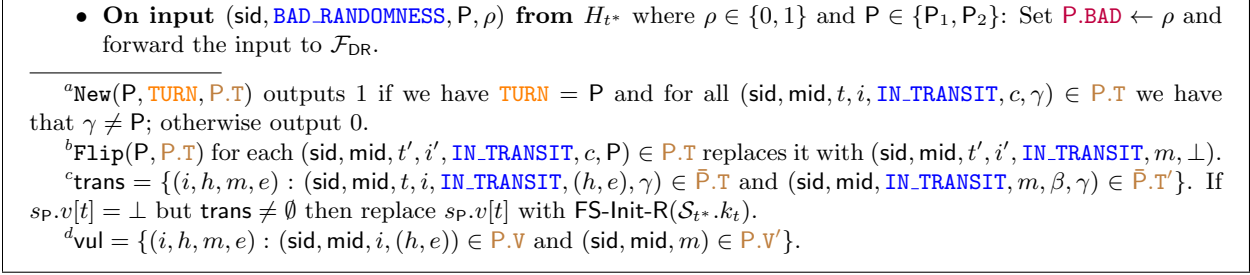 • On input (sid, BAD_RANDOMNESS, P, ρ) from H_{t*} where ρ ∈ {0, 1} and P ∈ {P₁, P₂}: Set P.BAD ← ρ and
forward the input to F_DR.
ᵃNew(P, TURN, P.T) outputs 1 if we have TURN = P and for all (sid, mid, t, i, IN_TRANSIT, c, γ) ∈ P.T we have
that γ ≠ P; otherwise output 0.
ᵇFlip(P, P.T) for each (sid, mid, t′, i′, IN_TRANSIT, c, P) ∈ P.T replaces it with (sid, mid, t′, i′, IN_TRANSIT, m, ⊥).
ᶜtrans = {(i, h, m, e) : (sid, mid, t, i, IN_TRANSIT, (h, e), γ) ∈ P̄.T and (sid, mid, IN_TRANSIT, m, β, γ) ∈ P̄.T′}. If
s_P.v[t] = ⊥ but trans ≠ ∅ then replace s_P.v[t] with FS-Init-R(S_{t*}.k_t).
ᵈvul = {(i, h, m, e) : (sid, mid, i, (h, e)) ∈ P.V and (sid, mid, m) ∈ P.V′}.